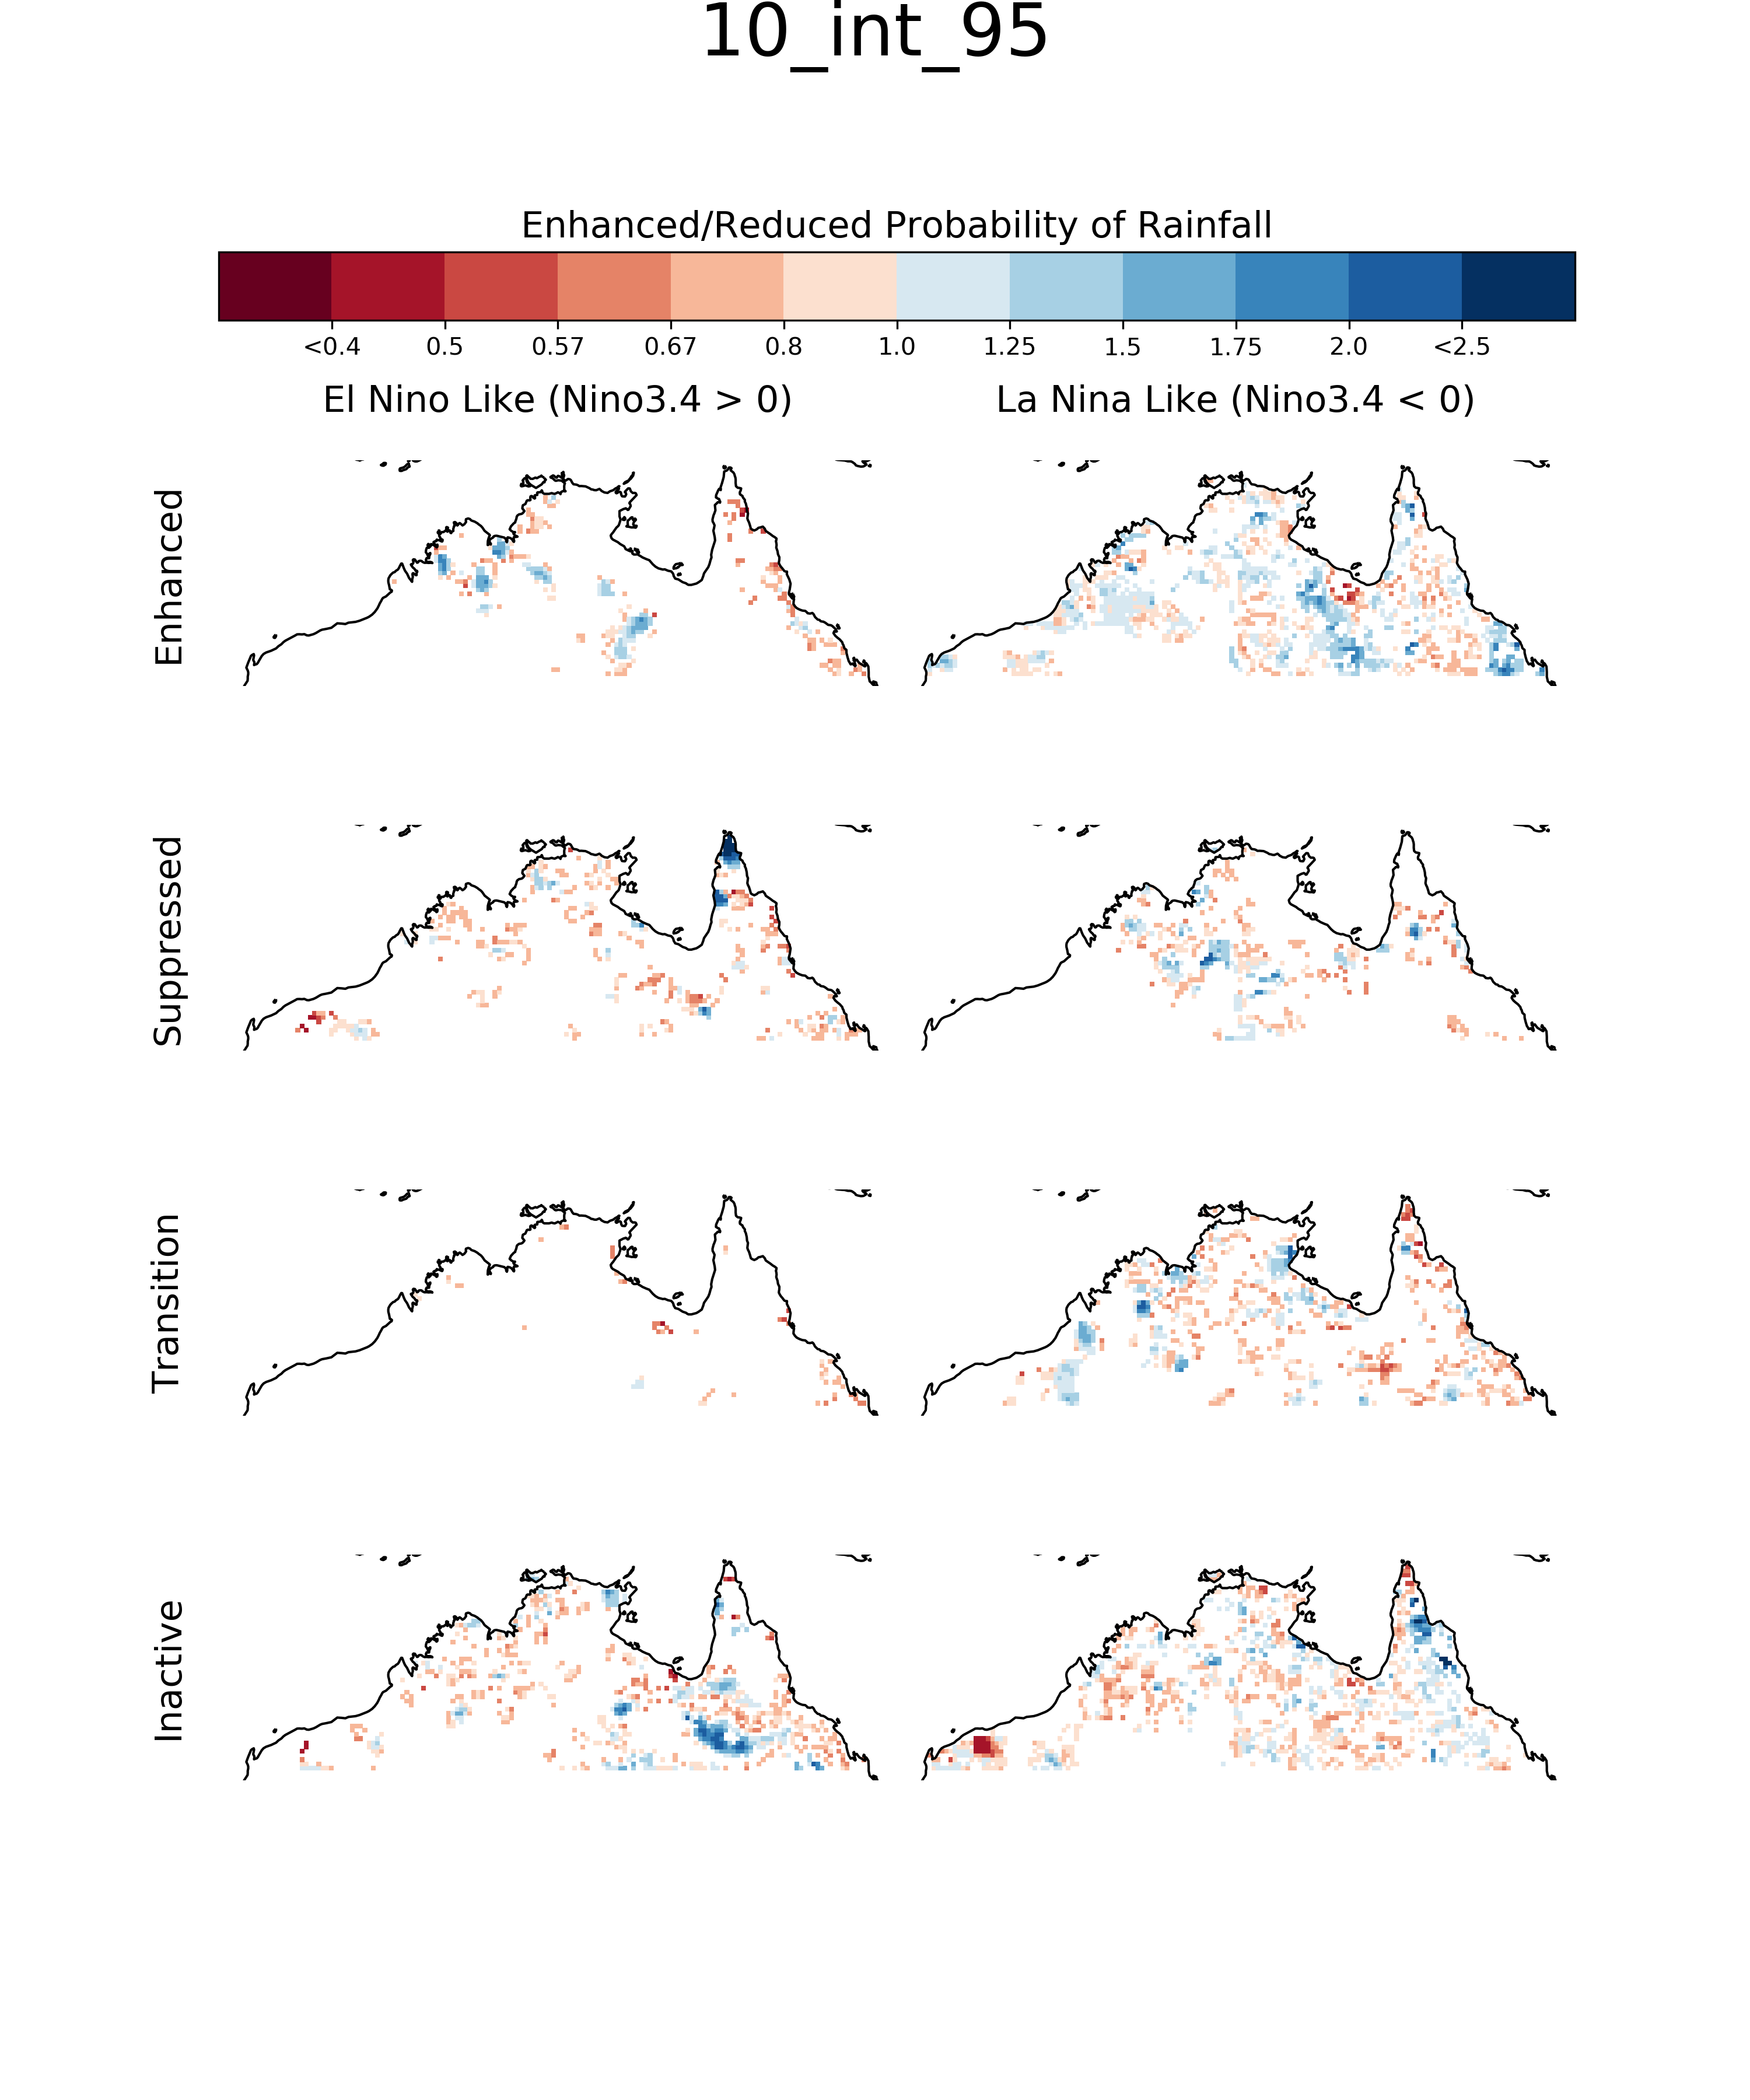 10_int_95
Enhanced/Reduced Probability of Rainfall
<0.4 0.5 0.57 0.67 0.8 1.0 1.25 1.5 1.75 2.0 <2.5
El Nino Like (Nino3.4 > 0) La Nina Like (Nino3.4 < 0)
Enhanced
Suppressed
Transition
Inactive